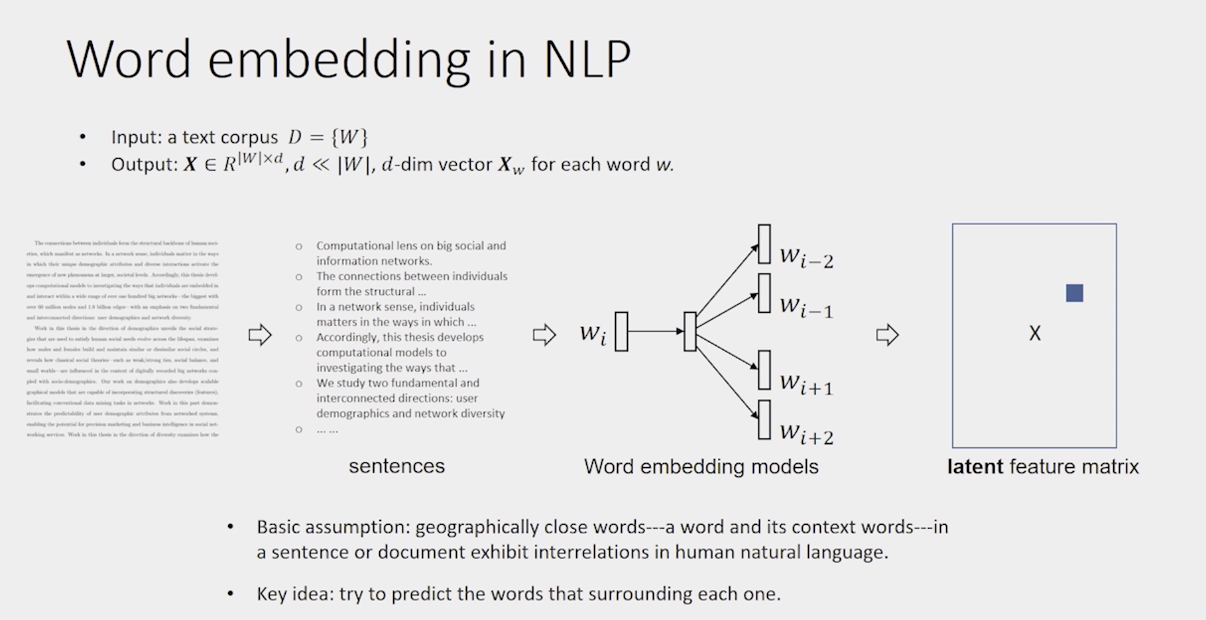 Word embedding in NLP
• Input: a text corpus D = {W}
• Output: X ∈ R^{|W|×d}, d ≪ |W|, d-dim vector X_w for each word w.
The connections between individuals form the structural backbone of human soci-
eties, which manifest as networks. In a network sense, individuals matter in the ways
in which their unique demographic attributes and diverse interactions activate the
emergence of new phenomena at larger, societal levels. Accordingly, this thesis devel-
ops computational models to investigating the ways that individuals are embedded in
and interact within a wide range of over one hundred big networks—the biggest with
over 60 million nodes and 1.8 billion edges—with an emphasis on two fundamental
and interconnected directions: user demographics and network diversity.
Work in this thesis in the direction of demographics unveils the social strate-
gies that are used to satisfy human social needs evolve across the lifespan, examines
how males and females build and maintain similar or dissimilar social circles, and
reveals how classical social theories—such as weak/strong ties, social balance, and
small worlds—are influenced in the context of digitally recorded big networks cou-
pled with socio-demographics. Our work on demographics also develops scalable
graphical models that are capable of incorporating structured discoveries (features),
facilitating conventional data mining tasks in networks. Work in this part demon-
strates the predictability of user demographic attributes from networked systems,
enabling the potential for precision marketing and business intelligence in social net-
working services. Work in this thesis in the direction of diversity examines how the
○ Computational lens on big social and
information networks.
○ The connections between individuals
form the structural ...
○ In a network sense, individuals
matters in the ways in which ...
○ Accordingly, this thesis develops
computational models to
investigating the ways that ...
○ We study two fundamental and
interconnected directions: user
demographics and network diversity
○ ... ...
sentences
w_i
w_{i−2}
w_{i−1}
w_{i+1}
w_{i+2}
Word embedding models
X
latent feature matrix
• Basic assumption: geographically close words---a word and its context words---in
a sentence or document exhibit interrelations in human natural language.
• Key idea: try to predict the words that surrounding each one.